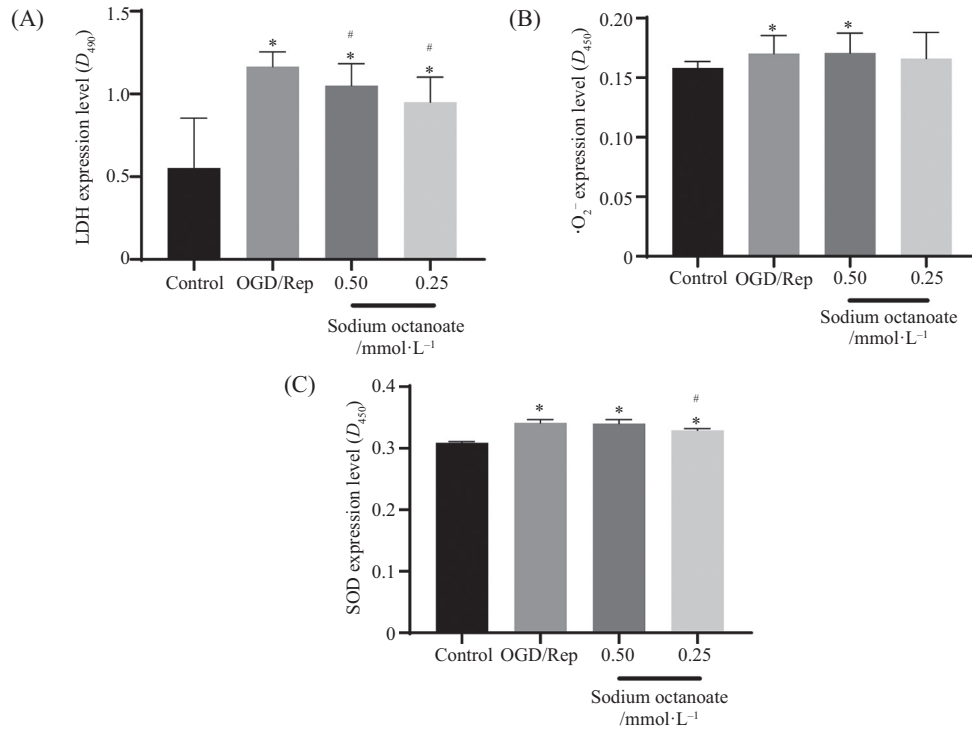 (A)
LDH expression level (D₄₉₀)
1.5
1.0
0.5
0
*
#
*
#
*
Control
OGD/Rep
0.50
0.25
Sodium octanoate
/mmol·L⁻¹
(B)
·O₂⁻ expression level (D₄₅₀)
0.20
0.15
0.10
0.05
0
*
*
Control
OGD/Rep
0.50
0.25
Sodium octanoate
/mmol·L⁻¹
(C)
SOD expression level (D₄₅₀)
0.4
0.3
0.2
0.1
0
*
*
#
*
Control
OGD/Rep
0.50
0.25
Sodium octanoate
/mmol·L⁻¹